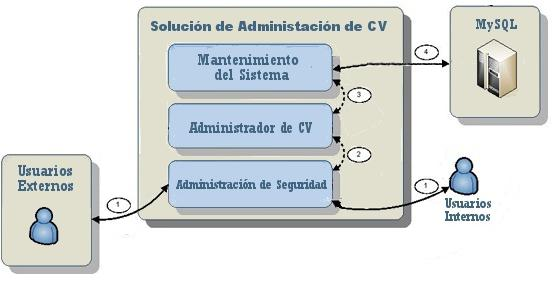 Solución de Administación de CV
Mantenimiento
del Sistema
Administrador de CV
Administración de Seguridad
MySQL
Usuarios
Externos
Usuarios
Internos
1
1
2
3
4